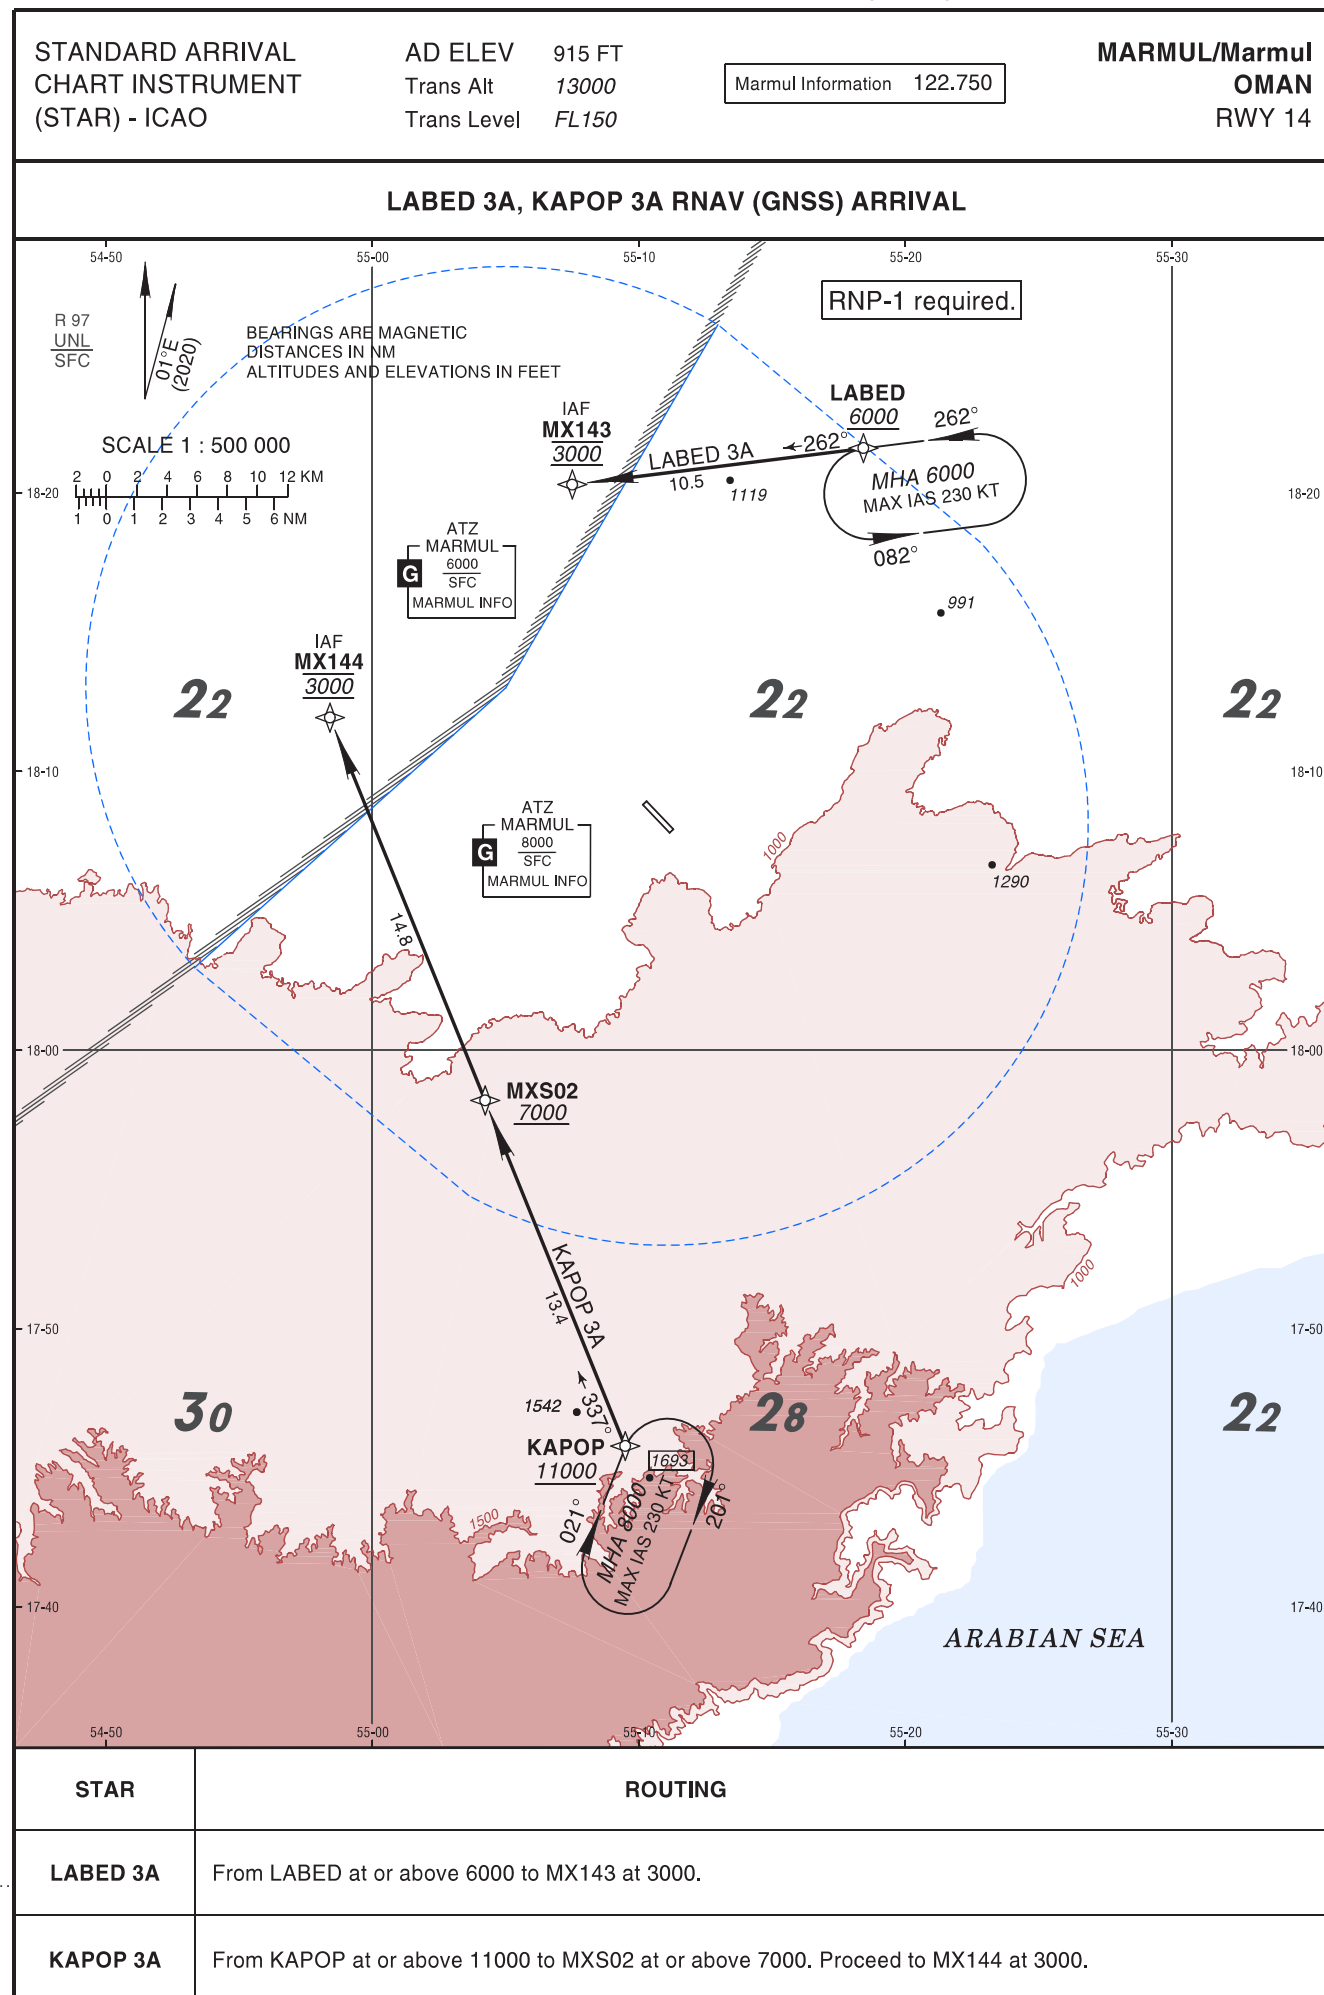 STANDARD ARRIVAL
CHART INSTRUMENT
(STAR) - ICAO
AD ELEV 915 FT
Trans Alt 13000
Trans Level FL150
Marmul Information 122.750
MARMUL/Marmul
OMAN
RWY 14
LABED 3A, KAPOP 3A RNAV (GNSS) ARRIVAL
54-50 55-00 55-10 55-20 55-30
R 97
UNL
SFC
01°E
(2020)
BEARINGS ARE MAGNETIC
DISTANCES IN NM
ALTITUDES AND ELEVATIONS IN FEET
RNP-1 required.
SCALE 1 : 500 000
2 0 2 4 6 8 10 12 KM
1 0 1 2 3 4 5 6 NM
IAF
MX143
3000
LABED
6000
262°
262°
LABED 3A
10.5
1119
MHA 6000
MAX IAS 230 KT
082°
18-20
18-20
ATZ
MARMUL
G
6000
SFC
MARMUL INFO
991
IAF
MX144
3000
22
22
22
18-10
18-10
ATZ
MARMUL
G
8000
SFC
MARMUL INFO
1000
1290
14.8
18-00
18-00
MXS02
7000
1000
KAPOP 3A
13.4
17-50
17-50
30
28
22
1542
337°
KAPOP
11000
1693
1500
021°
MHA 8000
MAX IAS 230 KT
201°
17-40
17-40
ARABIAN SEA
54-50 55-00 55-10 55-20 55-30
STAR ROUTING
LABED 3A From LABED at or above 6000 to MX143 at 3000.
KAPOP 3A From KAPOP at or above 11000 to MXS02 at or above 7000. Proceed to MX144 at 3000.